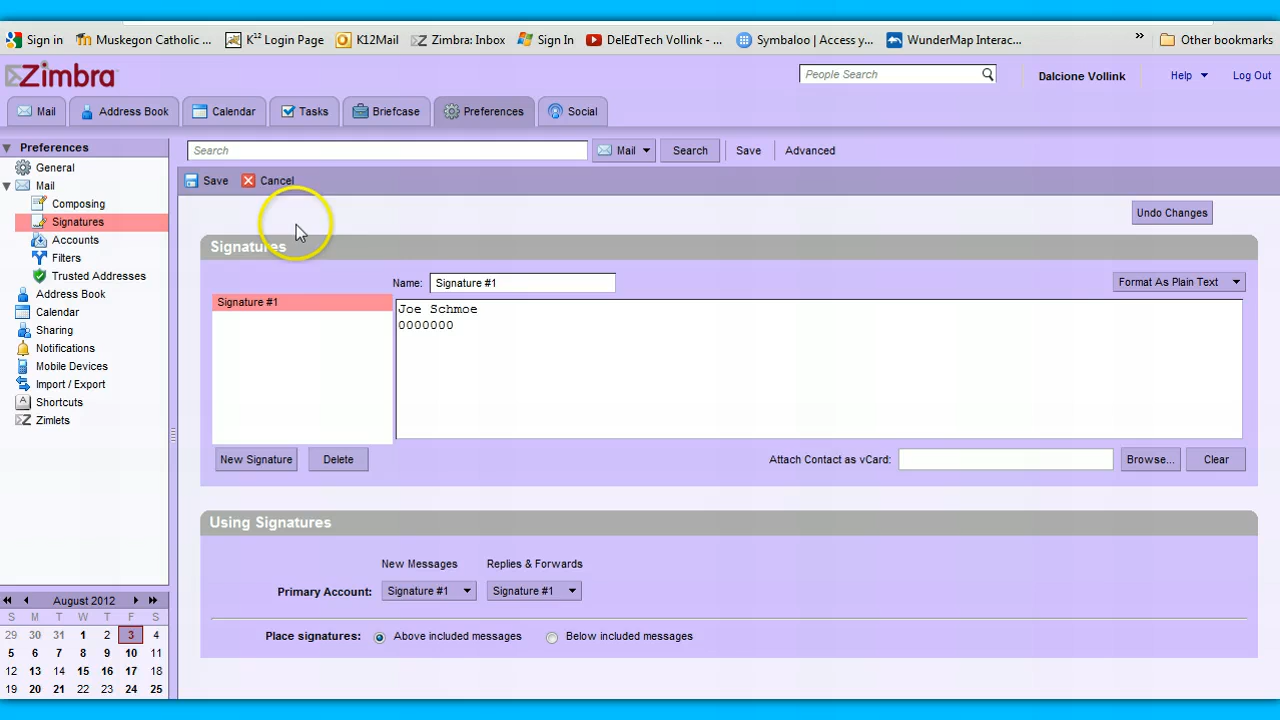 Sign in
Muskegon Catholic ...
K¹² Login Page
K12Mail
Zimbra: Inbox
Sign In
DelEdTech Vollink - ...
Symbaloo | Access y...
WunderMap Interac...
»
Other bookmarks
Zimbra
People Search
Dalcione Vollink
Help
Log Out
Mail
Address Book
Calendar
Tasks
Briefcase
Preferences
Social
Preferences
General
Mail
Composing
Signatures
Accounts
Filters
Trusted Addresses
Address Book
Calendar
Sharing
Notifications
Mobile Devices
Import / Export
Shortcuts
Zimlets
August 2012
S M T W T F S
29 30 31 1 2 3 4
5 6 7 8 9 10 11
12 13 14 15 16 17 18
19 20 21 22 23 24 25
Search
Mail
Search
Save
Advanced
Save
Cancel
Undo Changes
Signatures
Name: Signature #1
Format As Plain Text
Signature #1
Joe Schmoe
0000000
New Signature
Delete
Attach Contact as vCard:
Browse...
Clear
Using Signatures
New Messages
Replies & Forwards
Primary Account: Signature #1 Signature #1
Place signatures: Above included messages Below included messages